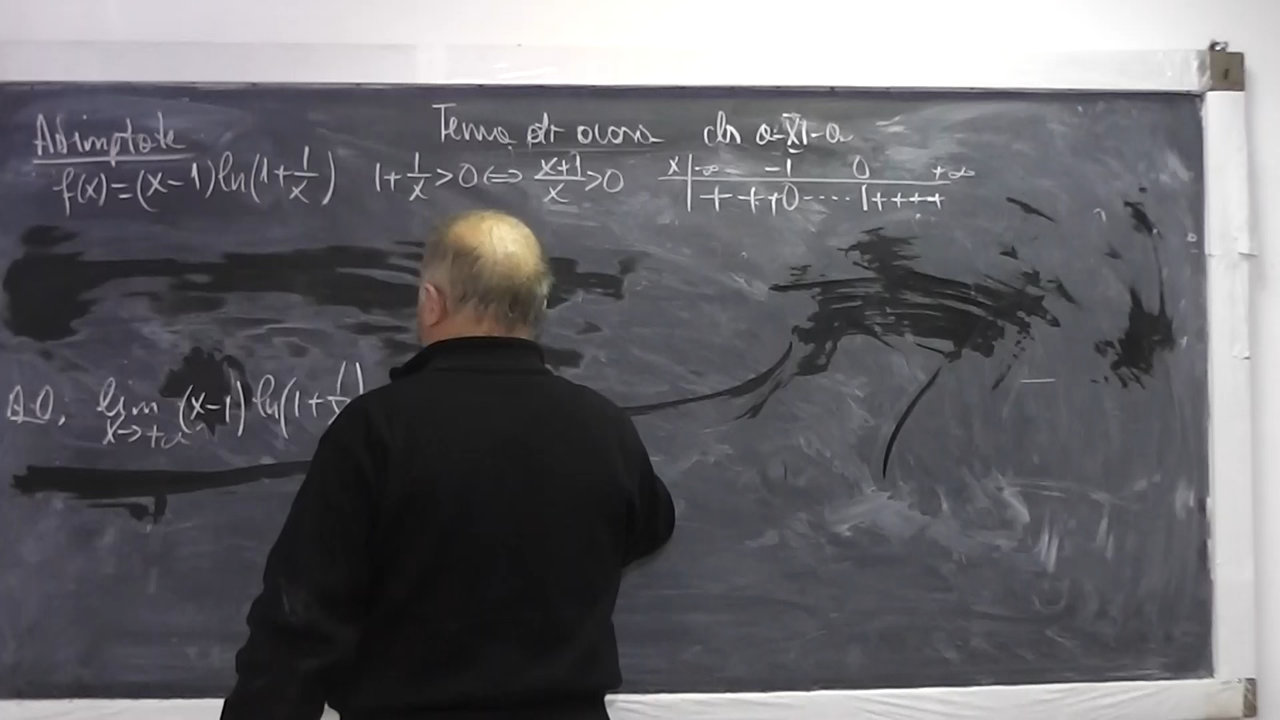 Asimptote
Tema pt acasa cls a-XI-a
f(x)=(x-1)ln(1+1/x) 1+1/x>0⇔(x+1)/x>0
x -∞ -1 0 +∞
+ + + 0 - - - - | + + + +
A.O. lim x→+∞ (x-1)ln(1+1/x)